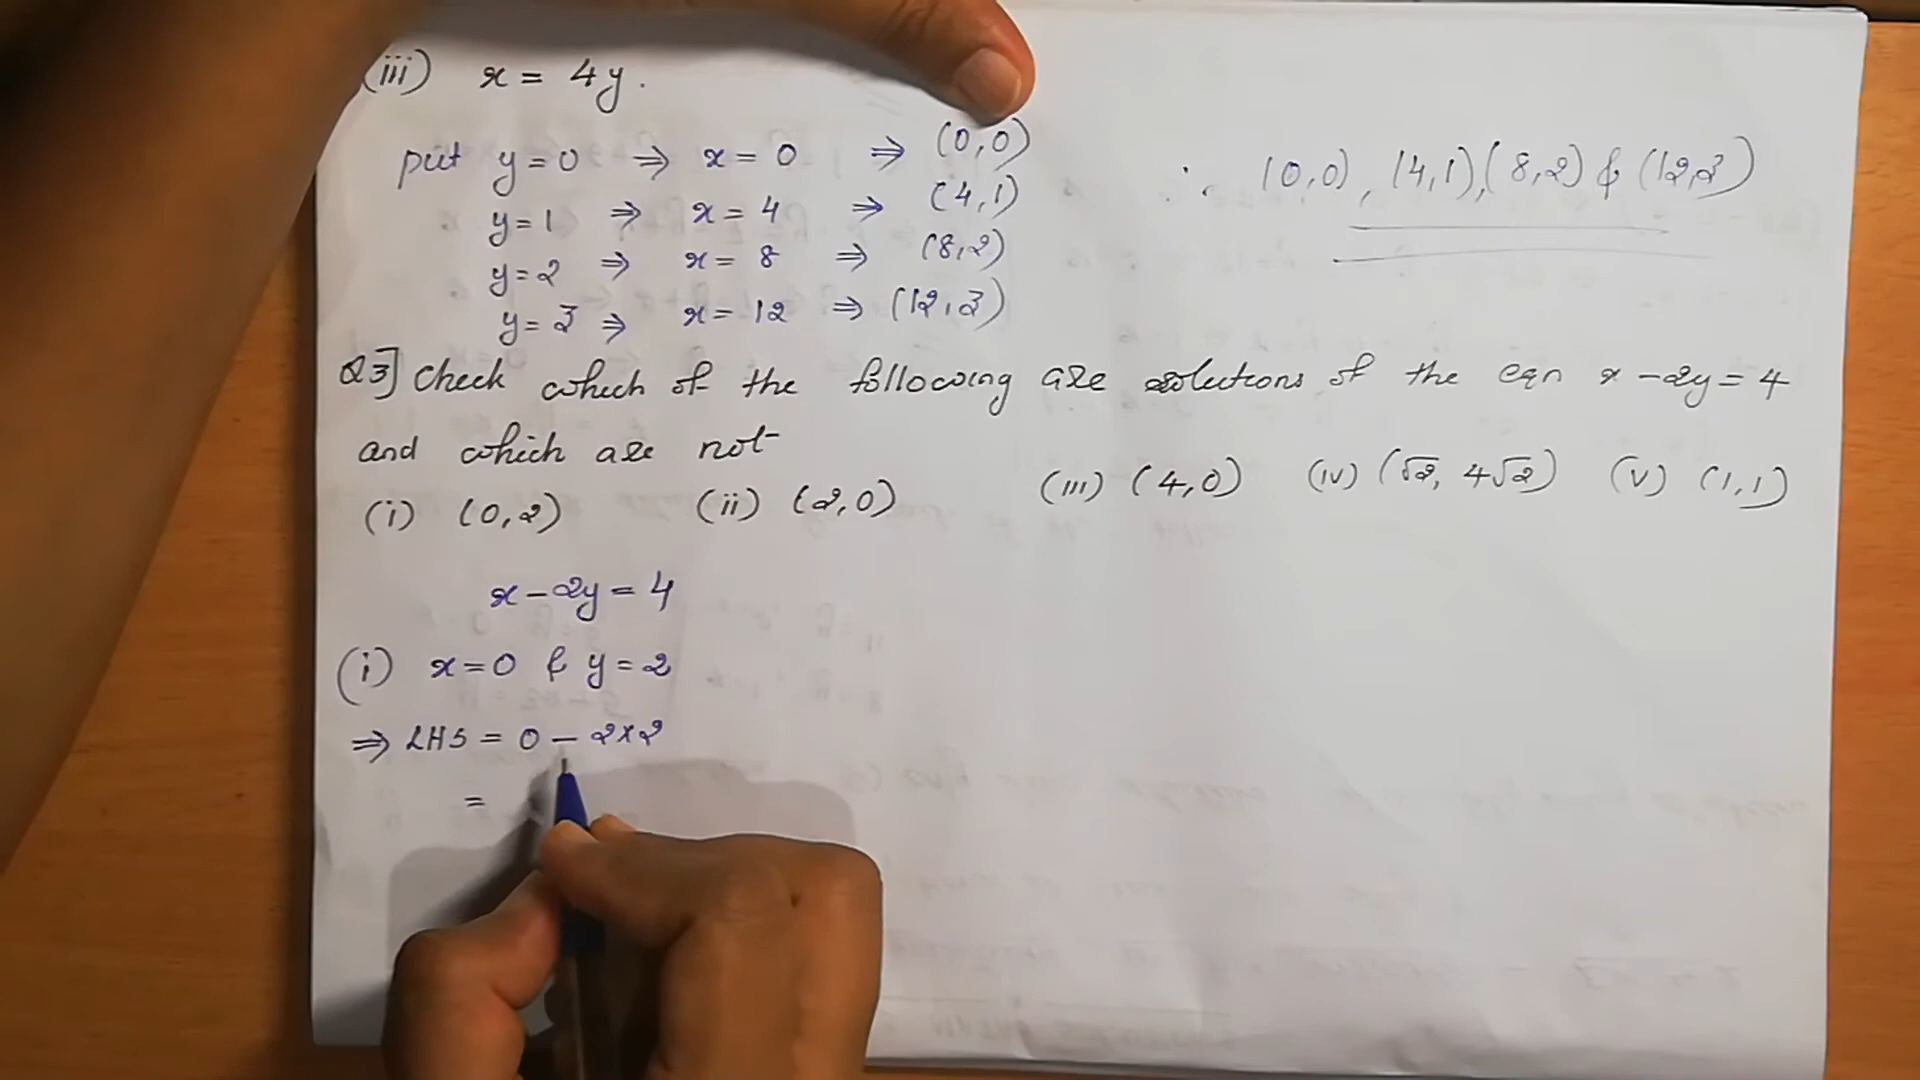 (iii) x = 4y.
put y=0 ⇒ x=0 ⇒ (0,0)
y=1 ⇒ x=4 ⇒ (4,1)
y=2 ⇒ x=8 ⇒ (8,2)
y=3 ⇒ x=12 ⇒ (12,3)
∴ (0,0), (4,1), (8,2) & (12,3)
Q3] Check which of the following are solutions of the eqn x-2y=4
and which are not
(i) (0,2) (ii) (2,0) (iii) (4,0) (iv) (√2, 4√2) (v) (1,1)
x-2y=4
(i) x=0 & y=2
⇒ LHS = 0 - 2×2
=